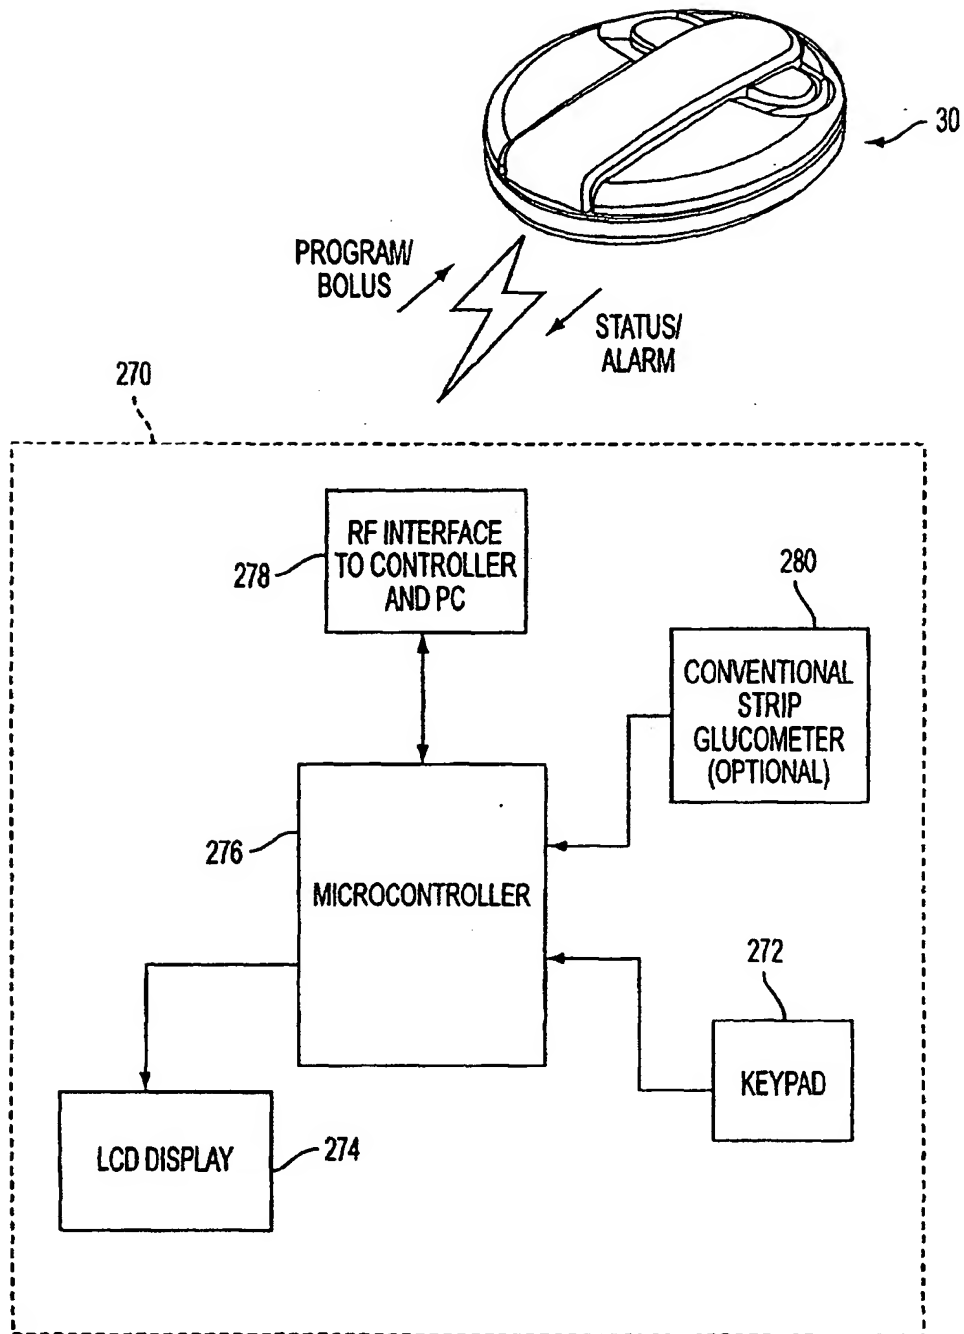 30
PROGRAM/
BOLUS
STATUS/
ALARM
270
RF INTERFACE
TO CONTROLLER
AND PC
278
280
CONVENTIONAL
STRIP
GLUCOMETER
(OPTIONAL)
276
MICROCONTROLLER
272
KEYPAD
LCD DISPLAY
274